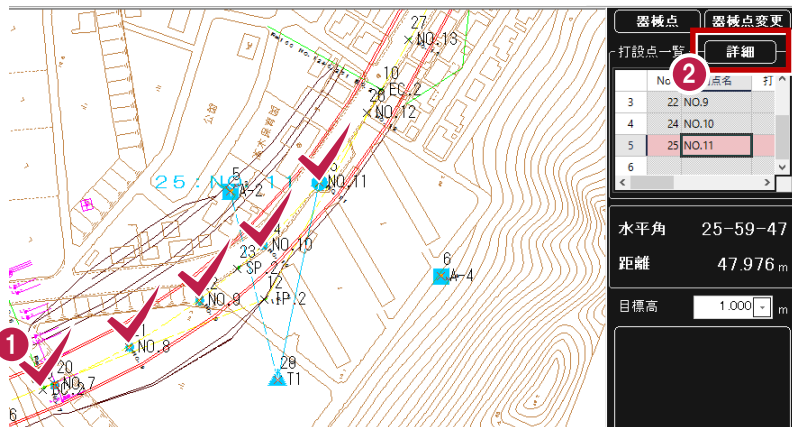 27
×NO.13
10
×EC.2
26
×NO.12
公園
5
A-2
25:NO.11
NO.11
NO.10
23
×SP.2
6
A-4
12
×IP.2
NO.9
NO.8
20
NO.7
28
T1
6
1
器械点
器械点変更
打設点一覧
詳細
2
No
点名
打
3
22
NO.9
4
24
NO.10
5
25
NO.11
6
水平角
25-59-47
距離
47.976 m
目標高
1.000
m